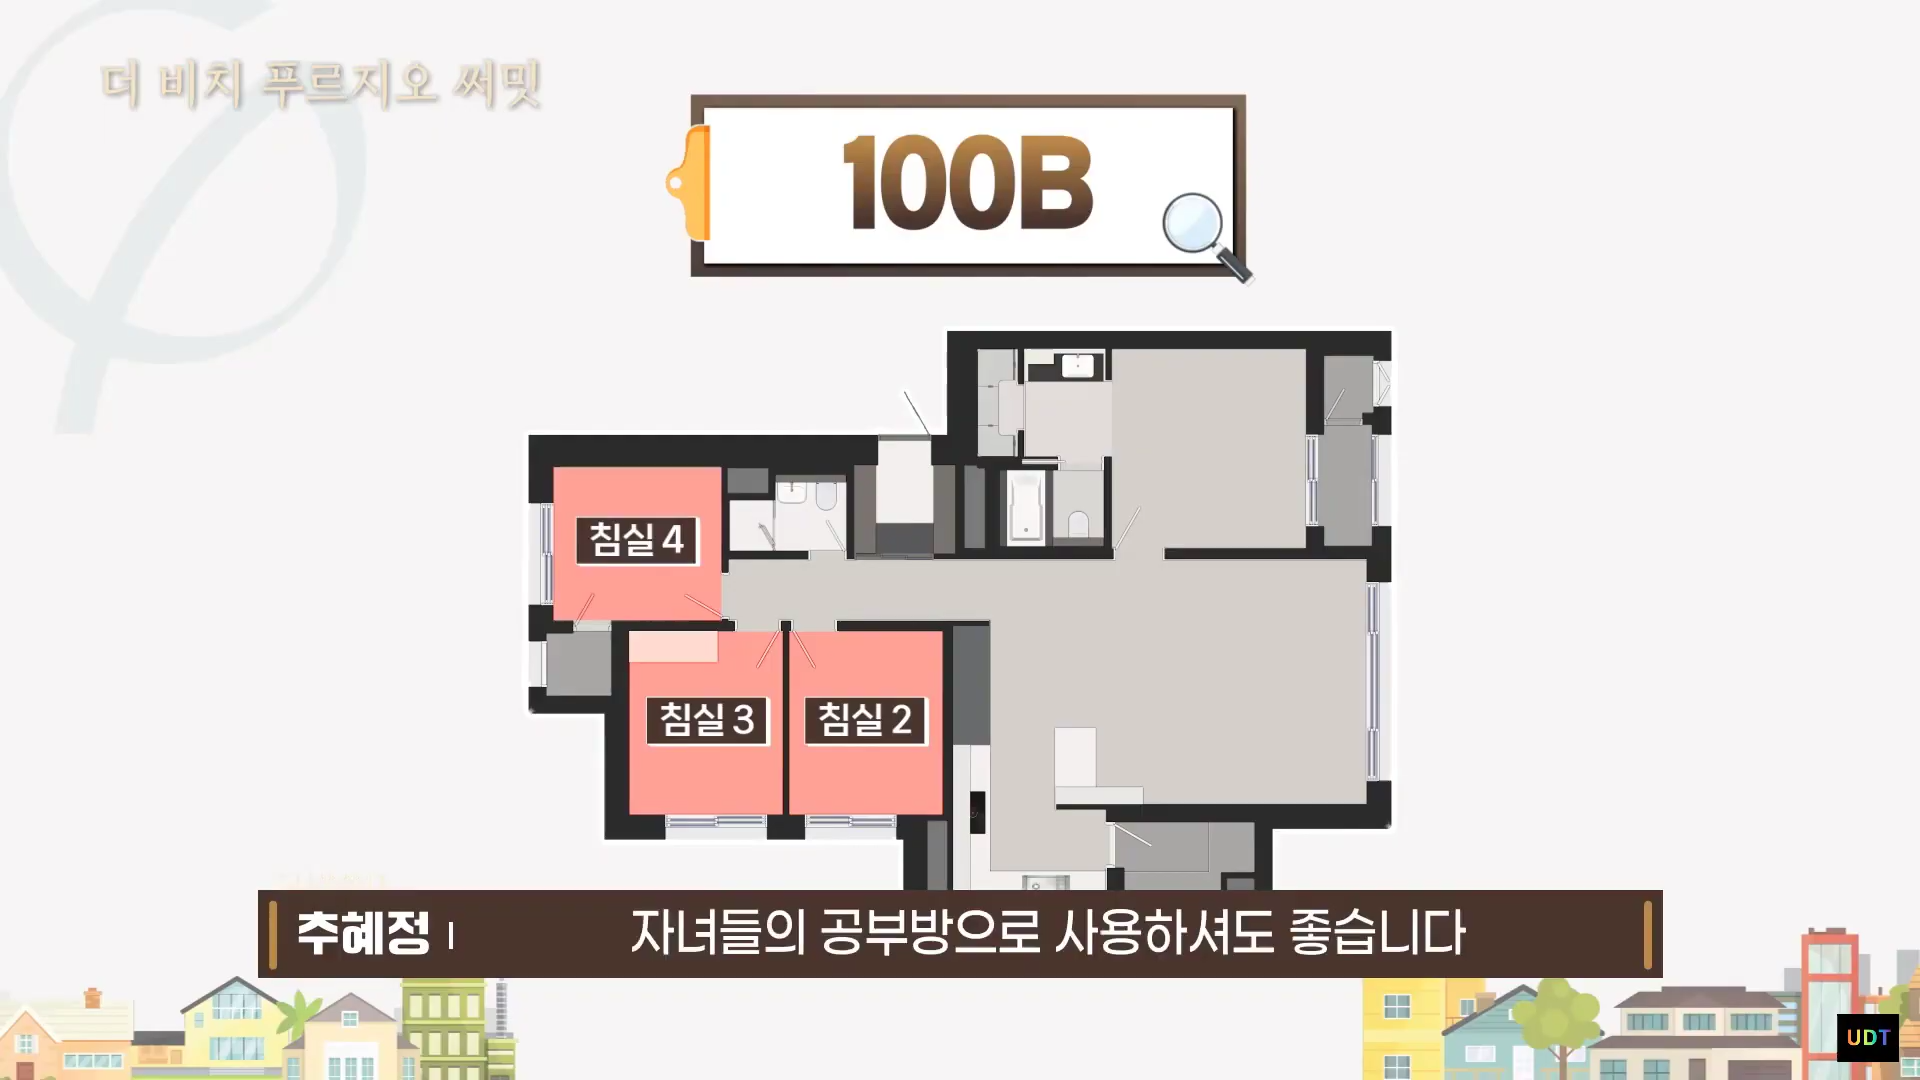 더 비치 푸르지오 써밋
100B
침실 4
침실 3
침실 2
추혜정
자녀들의 공부방으로 사용하셔도 좋습니다
UDT